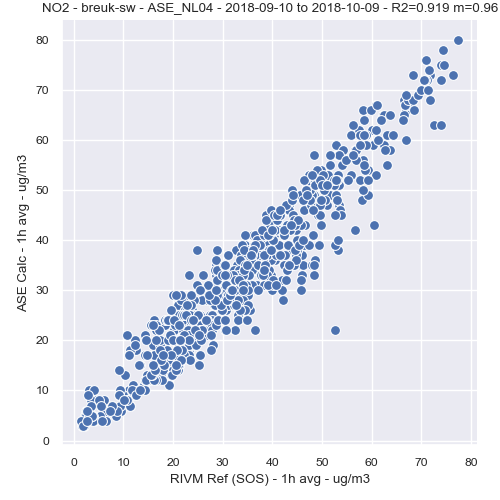 NO2 - breuk-sw - ASE_NL04 - 2018-09-10 to 2018-10-09 - R2=0.919 m=0.96
80
70
60
50
40
30
20
10
0
ASE Calc - 1h avg - ug/m3
0 10 20 30 40 50 60 70 80
RIVM Ref (SOS) - 1h avg - ug/m3